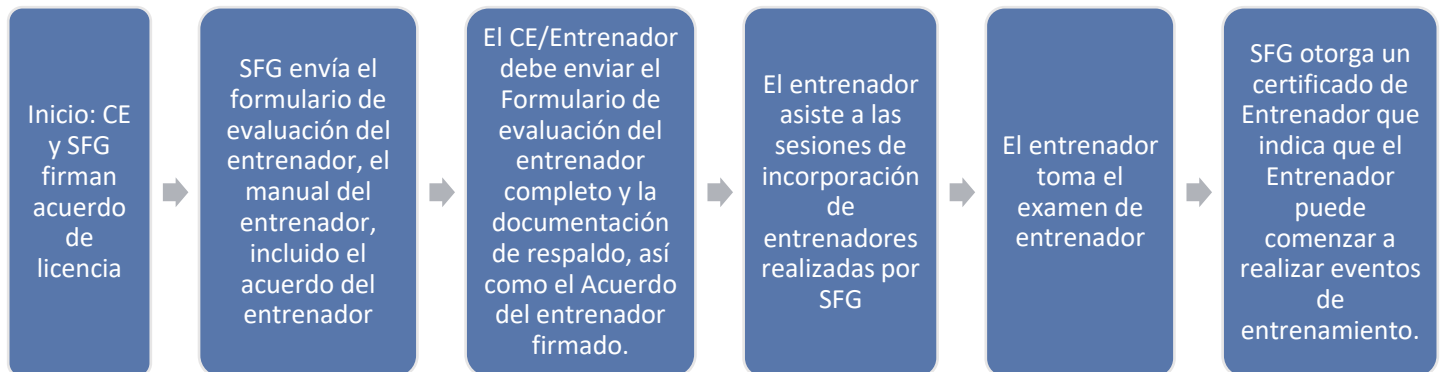 Inicio: CE
y SFG
firman
acuerdo
de
licencia
SFG envía el
formulario de
evaluación del
entrenador, el
manual del
entrenador,
incluido el
acuerdo del
entrenador
El CE/Entrenador
debe enviar el
Formulario de
evaluación del
entrenador
completo y la
documentación
de respaldo, así
como el Acuerdo
del entrenador
firmado.
El entrenador
asiste a las
sesiones de
incorporación
de
entrenadores
realizadas por
SFG
El entrenador
toma el
examen de
entrenador
SFG otorga un
certificado de
Entrenador que
indica que el
Entrenador
puede
comenzar a
realizar eventos
de
entrenamiento.